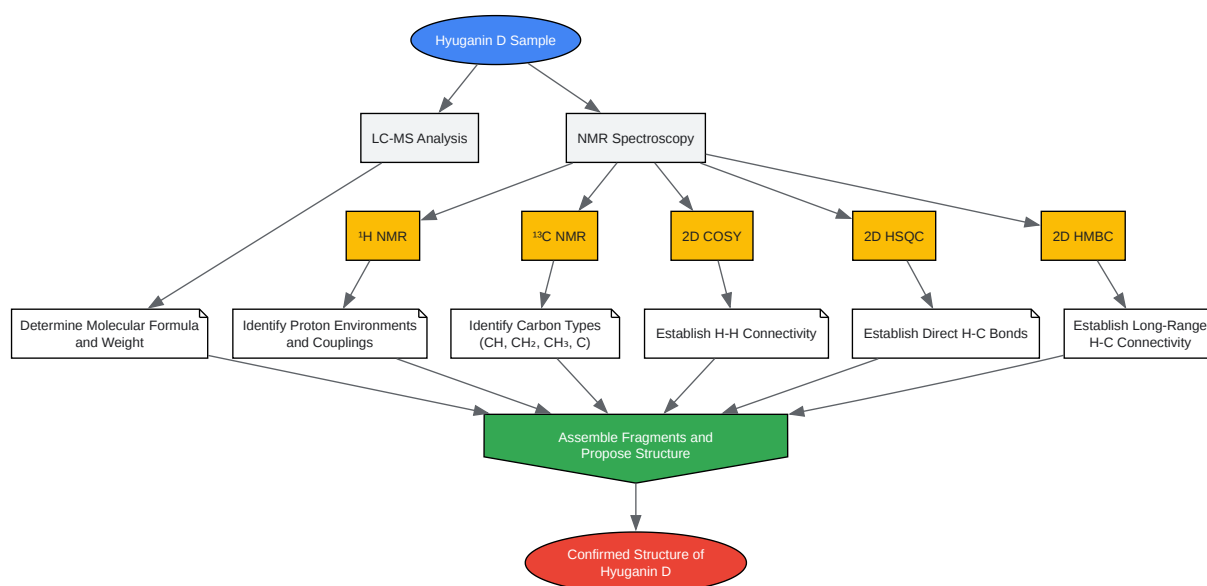 Hyuganin D Sample
LC-MS Analysis
NMR Spectroscopy
¹H NMR
¹³C NMR
2D COSY
2D HSQC
2D HMBC
Determine Molecular Formula
and Weight
Identify Proton Environments
and Couplings
Identify Carbon Types
(CH, CH₂, CH₃, C)
Establish H-H Connectivity
Establish Direct H-C Bonds
Establish Long-Range
H-C Connectivity
Assemble Fragments and
Propose Structure
Confirmed Structure of
Hyuganin D